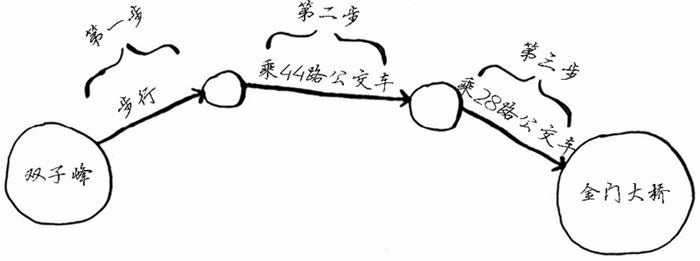 第一步
步行
第二步
乘44路公交车
第三步
乘28路公交车
双子峰
金门大桥